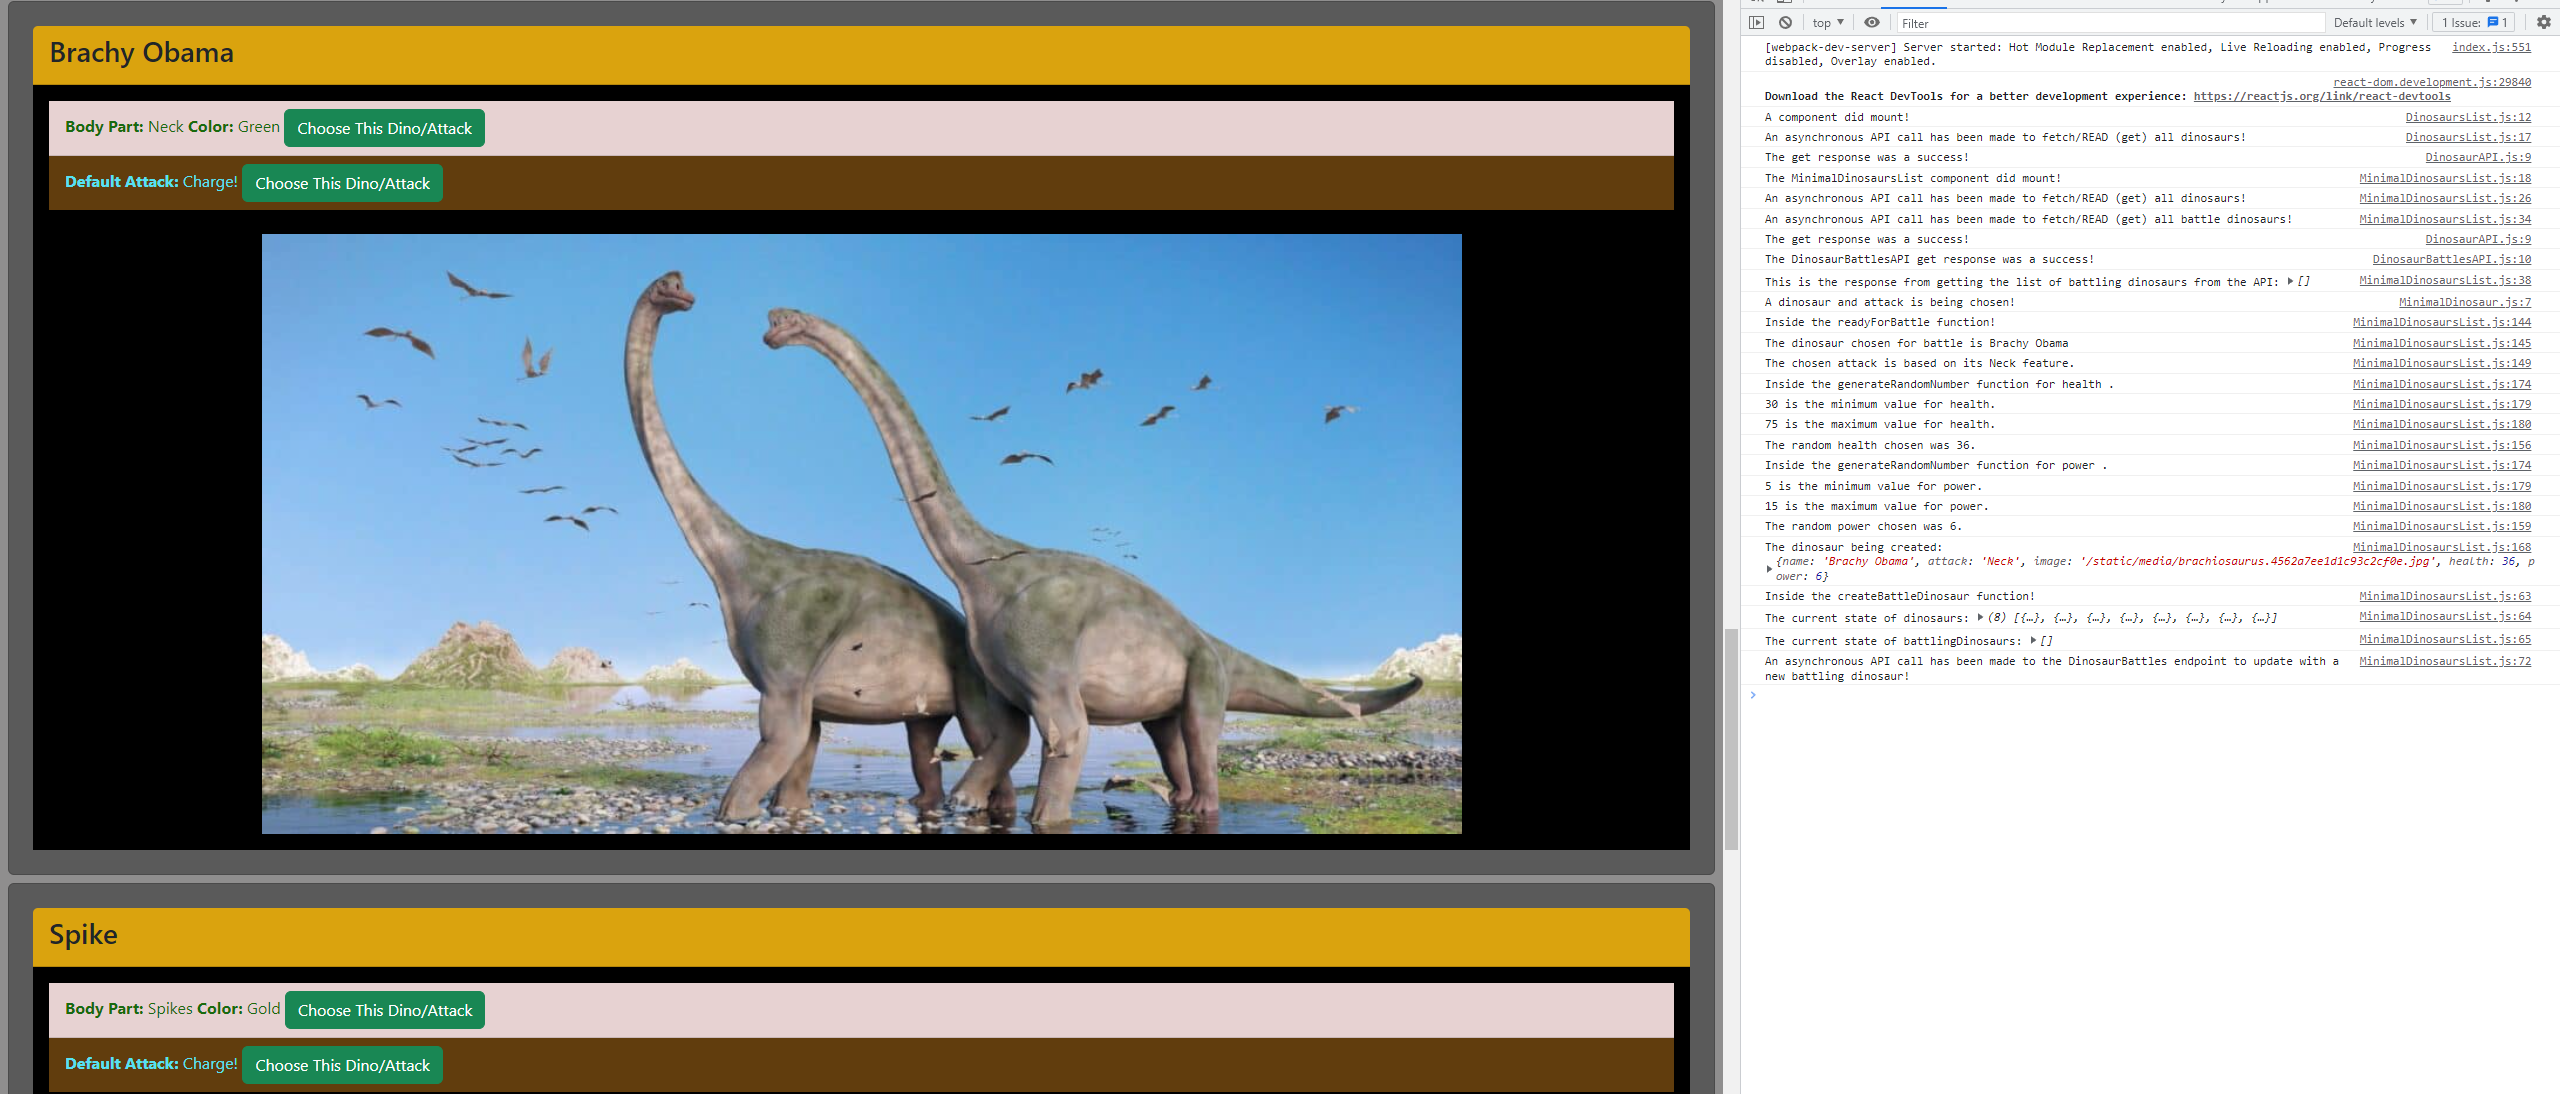 Brachy Obama
Body Part: Neck Color: Green Choose This Dino/Attack
Default Attack: Charge! Choose This Dino/Attack
Spike
Body Part: Spikes Color: Gold Choose This Dino/Attack
Default Attack: Charge! Choose This Dino/Attack
top ▼ Filter Default levels ▼ 1 Issue: 1
[webpack-dev-server] Server started: Hot Module Replacement enabled, Live Reloading enabled, Progress index.js:551
disabled, Overlay enabled.
react-dom.development.js:29840
Download the React DevTools for a better development experience: https://reactjs.org/link/react-devtools
A component did mount! DinosaursList.js:12
An asynchronous API call has been made to fetch/READ (get) all dinosaurs! DinosaursList.js:17
The get response was a success! DinosaurAPI.js:9
The MinimalDinosaursList component did mount! MinimalDinosaursList.js:18
An asynchronous API call has been made to fetch/READ (get) all dinosaurs! MinimalDinosaursList.js:26
An asynchronous API call has been made to fetch/READ (get) all battle dinosaurs! MinimalDinosaursList.js:34
The get response was a success! DinosaurAPI.js:9
The DinosaurBattlesAPI get response was a success! DinosaurBattlesAPI.js:10
This is the response from getting the list of battling dinosaurs from the API: ▶ [] MinimalDinosaursList.js:38
A dinosaur and attack is being chosen! MinimalDinosaur.js:7
Inside the readyForBattle function! MinimalDinosaursList.js:144
The dinosaur chosen for battle is Brachy Obama MinimalDinosaursList.js:145
The chosen attack is based on its Neck feature. MinimalDinosaursList.js:149
Inside the generateRandomNumber function for health . MinimalDinosaursList.js:174
30 is the minimum value for health. MinimalDinosaursList.js:179
75 is the maximum value for health. MinimalDinosaursList.js:180
The random health chosen was 36. MinimalDinosaursList.js:156
Inside the generateRandomNumber function for power . MinimalDinosaursList.js:174
5 is the minimum value for power. MinimalDinosaursList.js:179
15 is the maximum value for power. MinimalDinosaursList.js:180
The random power chosen was 6. MinimalDinosaursList.js:159
The dinosaur being created: MinimalDinosaursList.js:168
▶ {name: 'Brachy Obama', attack: 'Neck', image: '/static/media/brachiosaurus.4562a7ee1d1c93c2cf0e.jpg', health: 36, p
ower: 6}
Inside the createBattleDinosaur function! MinimalDinosaursList.js:63
The current state of dinosaurs: ▶ (8) [{…}, {…}, {…}, {…}, {…}, {…}, {…}, {…}] MinimalDinosaursList.js:64
The current state of battlingDinosaurs: ▶ [] MinimalDinosaursList.js:65
An asynchronous API call has been made to the DinosaurBattles endpoint to update with a MinimalDinosaursList.js:72
new battling dinosaur!